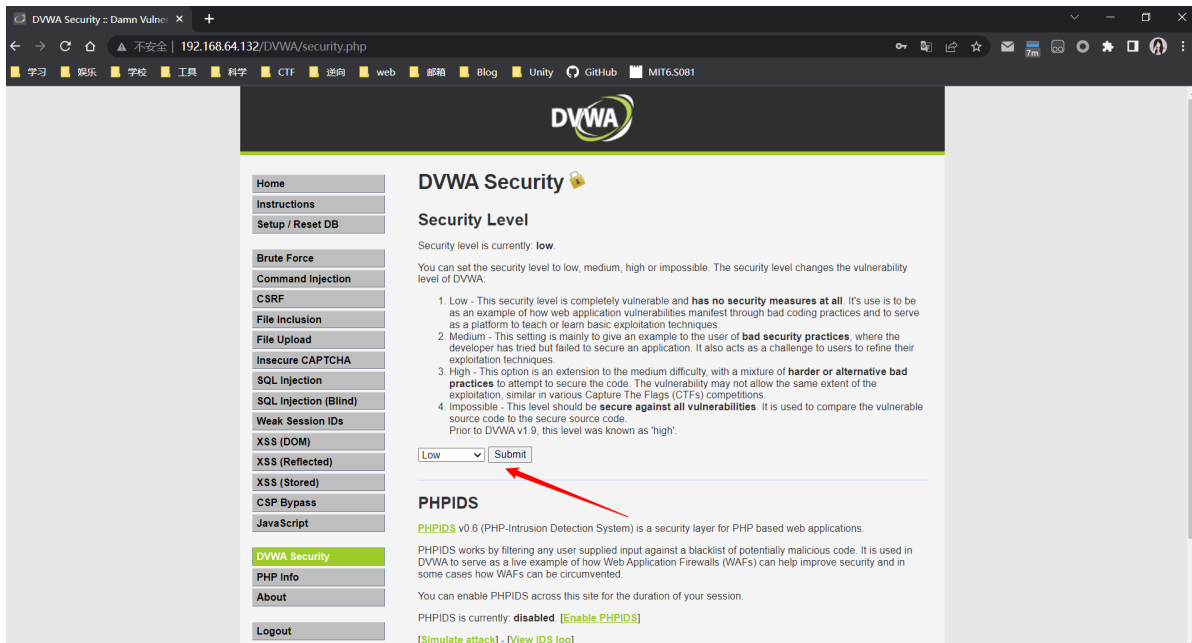 DVWA Security :: Damn Vulner
不安全 | 192.168.64.132/DVWA/security.php
7m
学习 娱乐 学校 工具 科学 CTF 逆向 web 邮箱 Blog Unity GitHub MIT6.S081
DVWA
Home
Instructions
Setup / Reset DB
Brute Force
Command Injection
CSRF
File Inclusion
File Upload
Insecure CAPTCHA
SQL Injection
SQL Injection (Blind)
Weak Session IDs
XSS (DOM)
XSS (Reflected)
XSS (Stored)
CSP Bypass
JavaScript
DVWA Security
PHP Info
About
Logout
DVWA Security
Security Level
Security level is currently: low.
You can set the security level to low, medium, high or impossible. The security level changes the vulnerability
level of DVWA:
1. Low - This security level is completely vulnerable and has no security measures at all. It's use is to be
as an example of how web application vulnerabilities manifest through bad coding practices and to serve
as a platform to teach or learn basic exploitation techniques.
2. Medium - This setting is mainly to give an example to the user of bad security practices, where the
developer has tried but failed to secure an application. It also acts as a challenge to users to refine their
exploitation techniques.
3. High - This option is an extension to the medium difficulty, with a mixture of harder or alternative bad
practices to attempt to secure the code. The vulnerability may not allow the same extent of the
exploitation, similar in various Capture The Flags (CTFs) competitions.
4. Impossible - This level should be secure against all vulnerabilities. It is used to compare the vulnerable
source code to the secure source code.
Prior to DVWA v1.9, this level was known as 'high'.
Low Submit
PHPIDS
PHPIDS v0.6 (PHP-Intrusion Detection System) is a security layer for PHP based web applications.
PHPIDS works by filtering any user supplied input against a blacklist of potentially malicious code. It is used in
DVWA to serve as a live example of how Web Application Firewalls (WAFs) can help improve security and in
some cases how WAFs can be circumvented.
You can enable PHPIDS across this site for the duration of your session.
PHPIDS is currently: disabled. [Enable PHPIDS]
[Simulate attack] - [View IDS log]